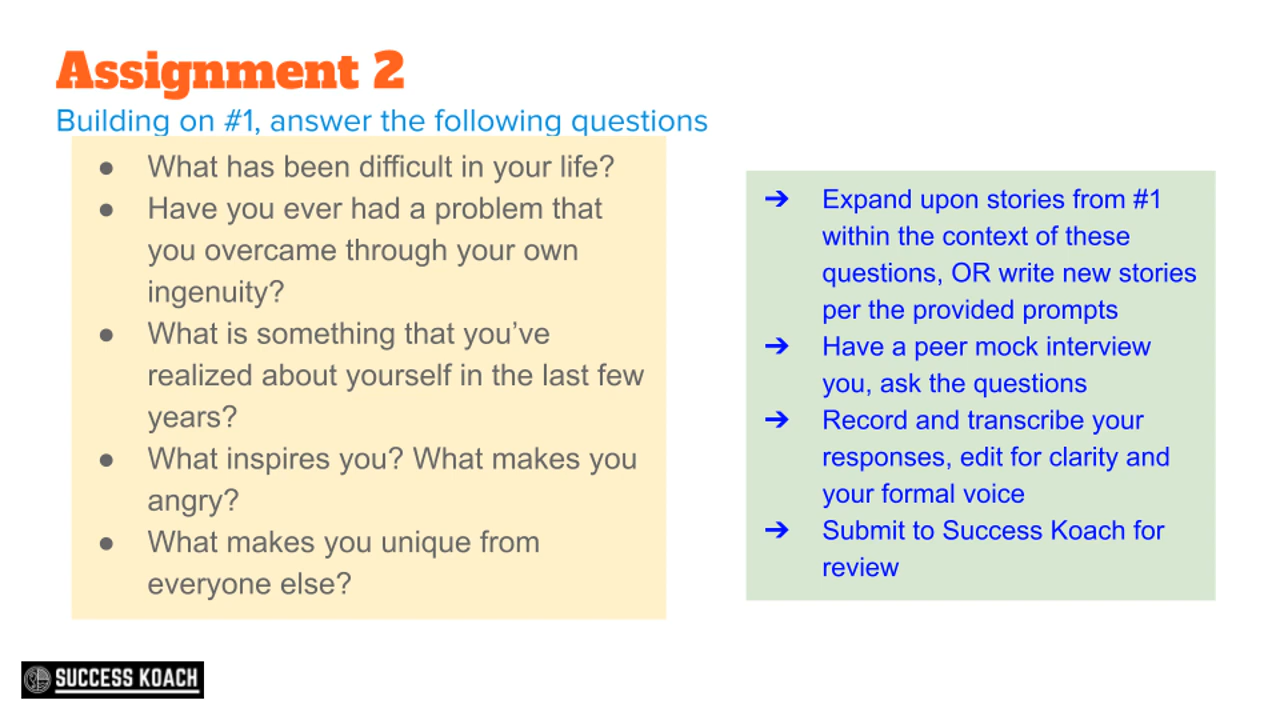 Assignment 2
Building on #1, answer the following questions
● What has been difficult in your life?
● Have you ever had a problem that
you overcame through your own
ingenuity?
● What is something that you’ve
realized about yourself in the last few
years?
● What inspires you? What makes you
angry?
● What makes you unique from
everyone else?
➔ Expand upon stories from #1
within the context of these
questions, OR write new stories
per the provided prompts
➔ Have a peer mock interview
you, ask the questions
➔ Record and transcribe your
responses, edit for clarity and
your formal voice
➔ Submit to Success Koach for
review
SUCCESS KOACH